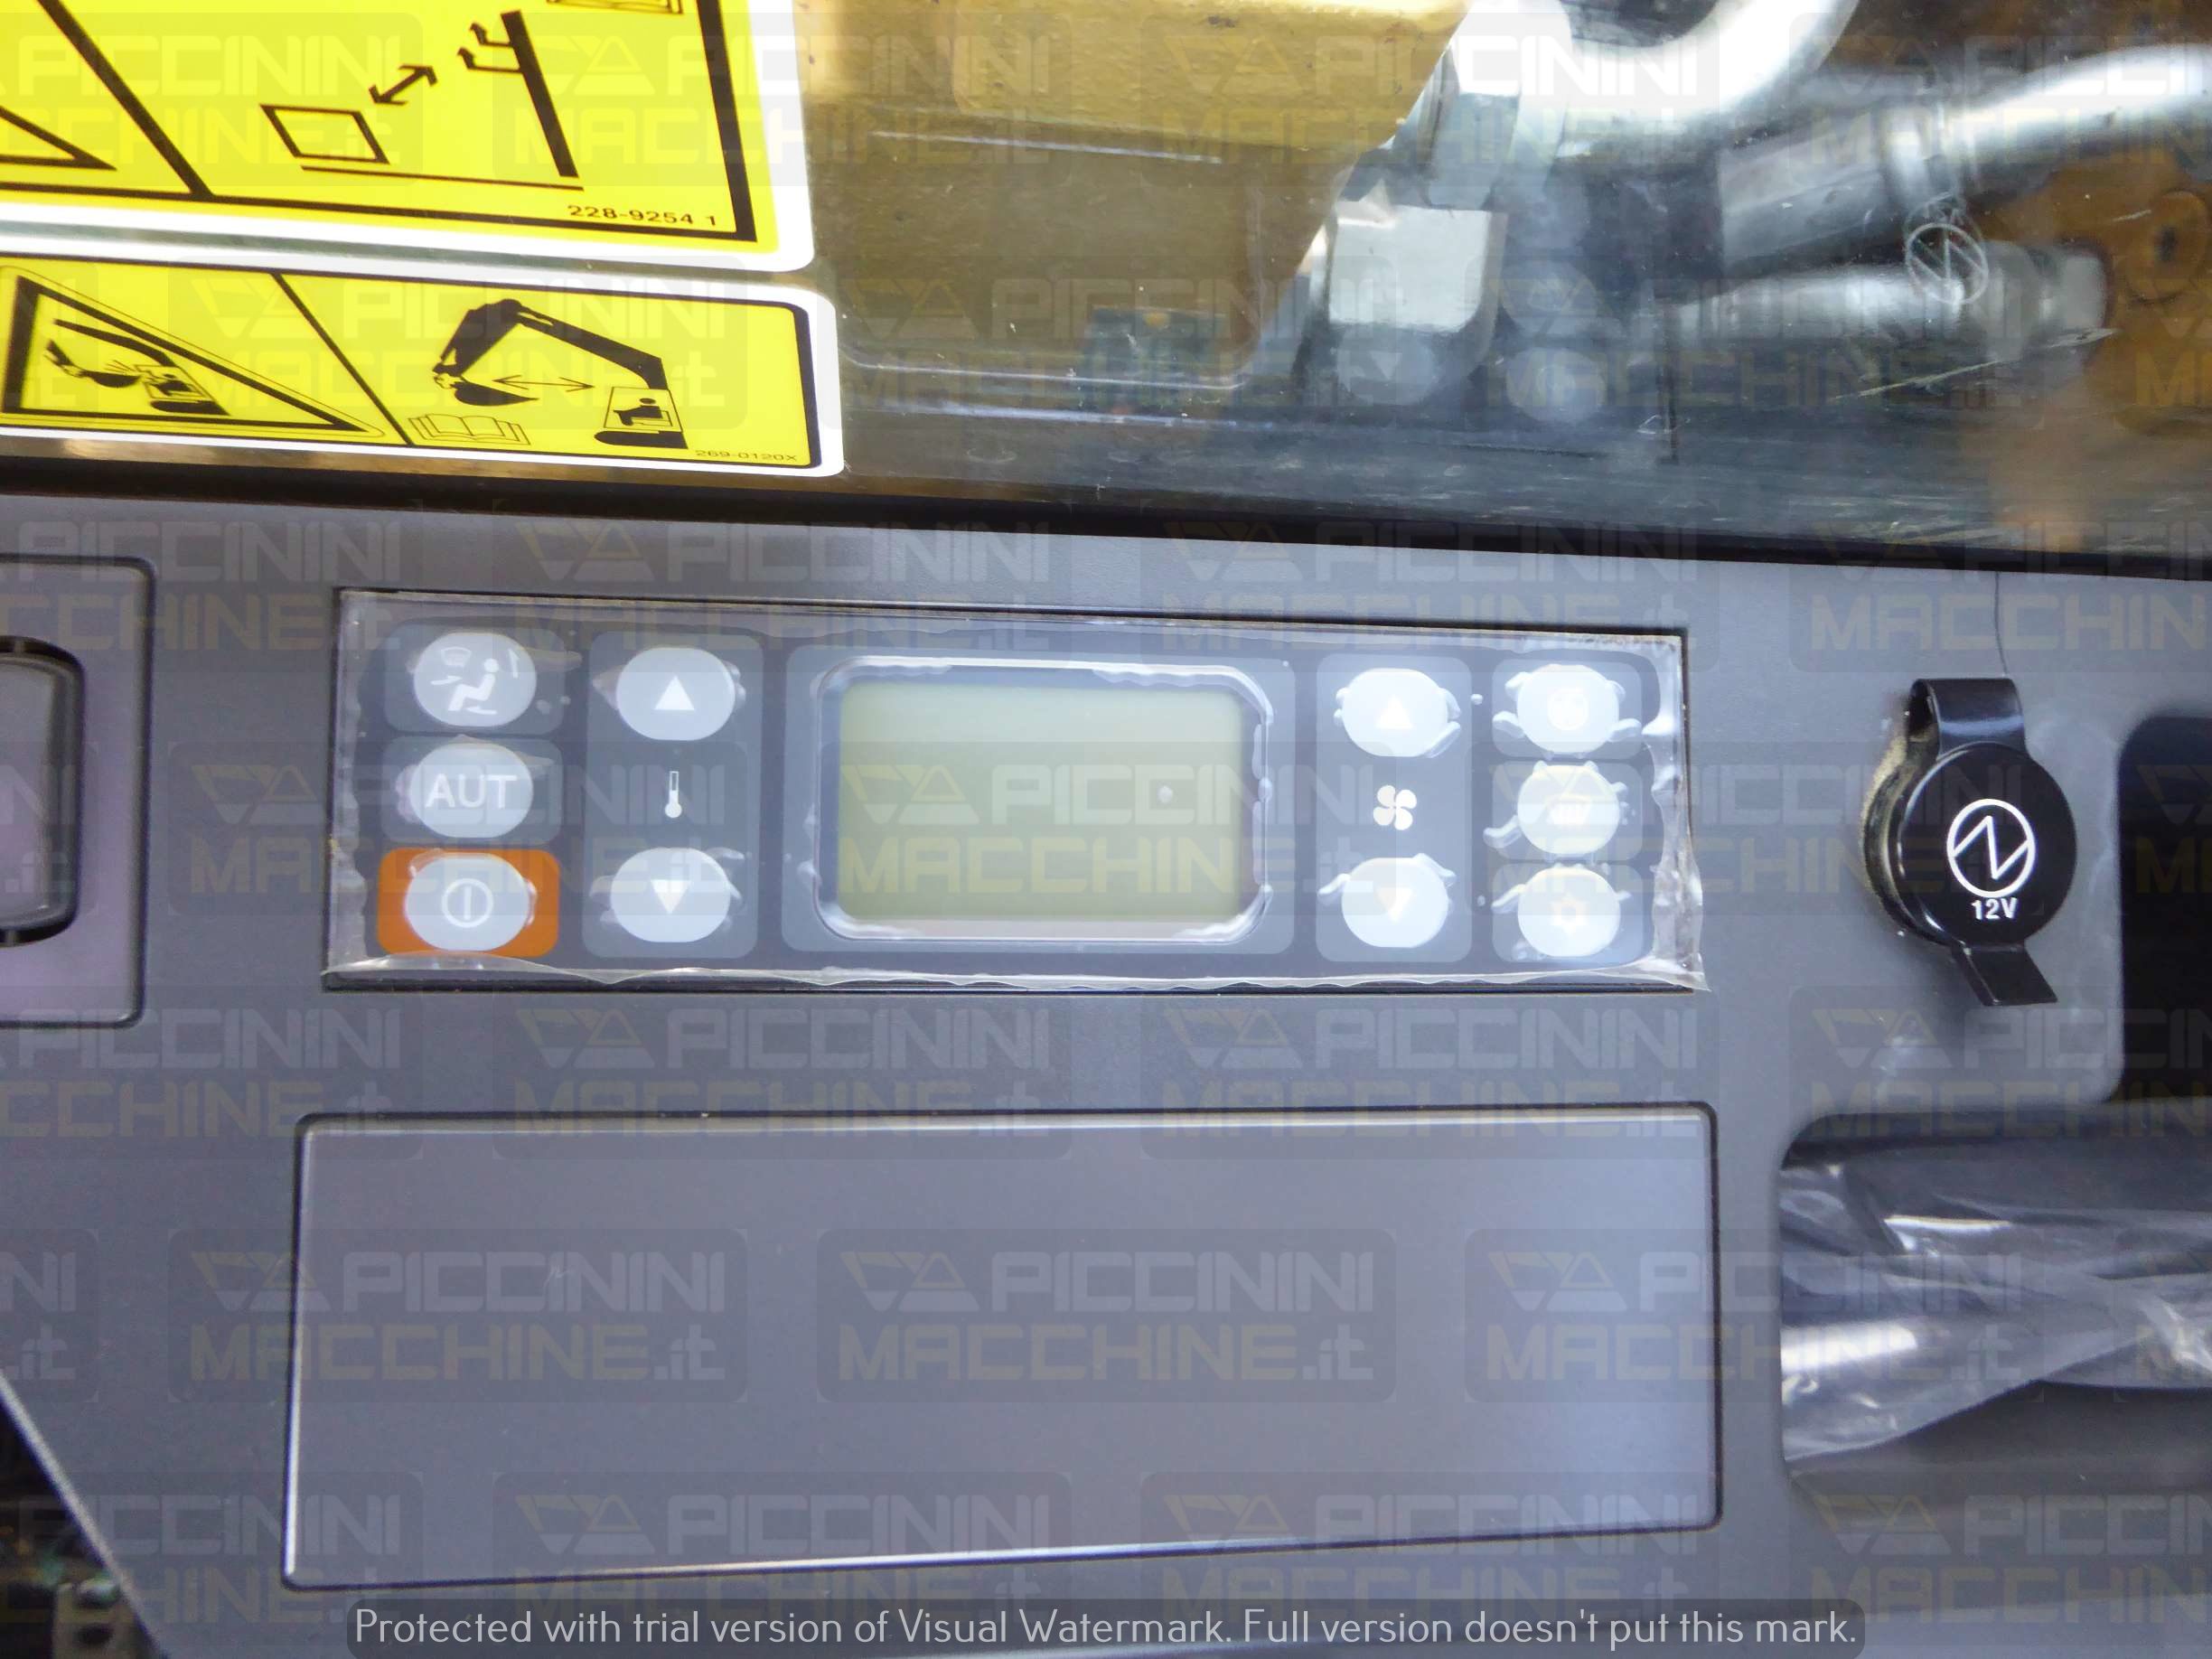 228-9254 1
269-0120X
AUT
12V
PICCININI
MACCHINE.it
Protected with trial version of Visual Watermark. Full version doesn't put this mark.